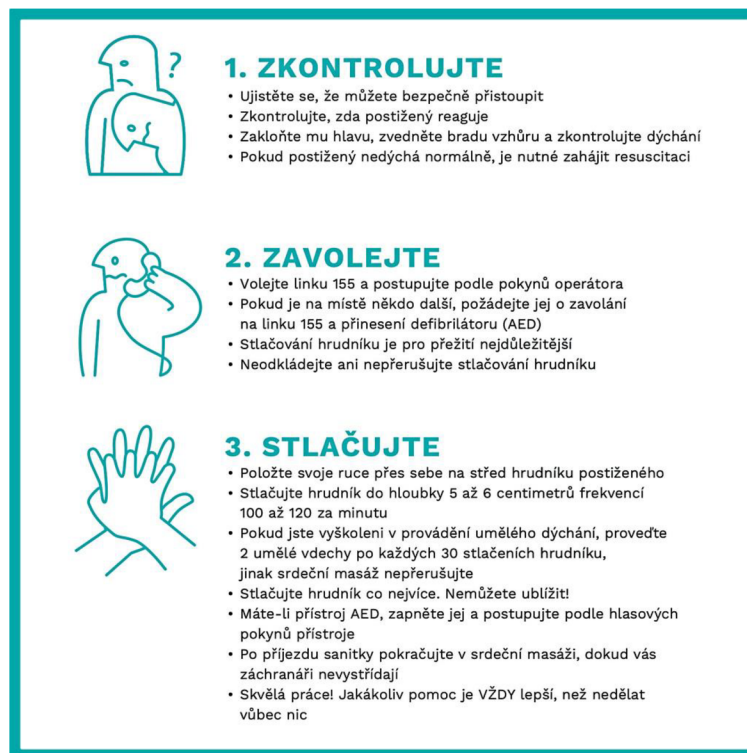 ?
1. ZKONTROLUJTE
• Ujistěte se, že můžete bezpečně přistoupit
• Zkontrolujte, zda postižený reaguje
• Zakloňte mu hlavu, zvedněte bradu vzhůru a zkontrolujte dýchání
• Pokud postižený nedýchá normálně, je nutné zahájit resuscitaci
2. ZAVOLEJTE
• Volejte linku 155 a postupujte podle pokynů operátora
• Pokud je na místě někdo další, požádejte jej o zavolání
na linku 155 a přinesení defibrilátoru (AED)
• Stlačování hrudníku je pro přežití nejdůležitější
• Neodkládejte ani nepřerušujte stlačování hrudníku
3. STLAČUJTE
• Položte svoje ruce přes sebe na střed hrudníku postiženého
• Stlačujte hrudník do hloubky 5 až 6 centimetrů frekvencí
100 až 120 za minutu
• Pokud jste vyškoleni v provádění umělého dýchání, proveďte
2 umělé vdechy po každých 30 stlačeních hrudníku,
jinak srdeční masáž nepřerušujte
• Stlačujte hrudník co nejvíce. Nemůžete ublížit!
• Máte-li přístroj AED, zapněte jej a postupujte podle hlasových
pokynů přístroje
• Po příjezdu sanitky pokračujte v srdeční masáži, dokud vás
záchranáři nevystřídají
• Skvělá práce! Jakákoliv pomoc je VŽDY lepší, než nedělat
vůbec nic